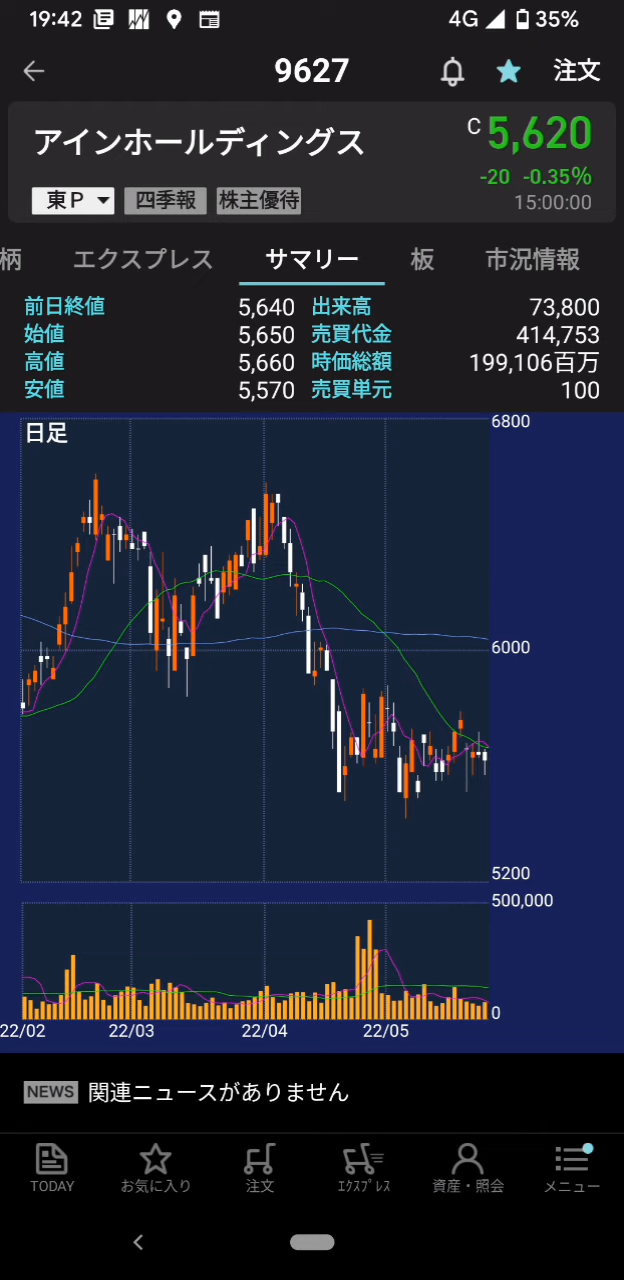 19:42 4G 35%
9627 注文
アインホールディングス C 5,620
-20 -0.35%
東P 四季報 株主優待 15:00:00
柄 エクスプレス サマリー 板 市況情報
前日終値 5,640 出来高 73,800
始値 5,650 売買代金 414,753
高値 5,660 時価総額 199,106百万
安値 5,570 売買単元 100
日足
6800
6000
5200
500,000
0
22/02 22/03 22/04 22/05
NEWS 関連ニュースがありません
TODAY お気に入り 注文 ｴｸｽﾌﾟﾚｽ 資産・照会 メニュー